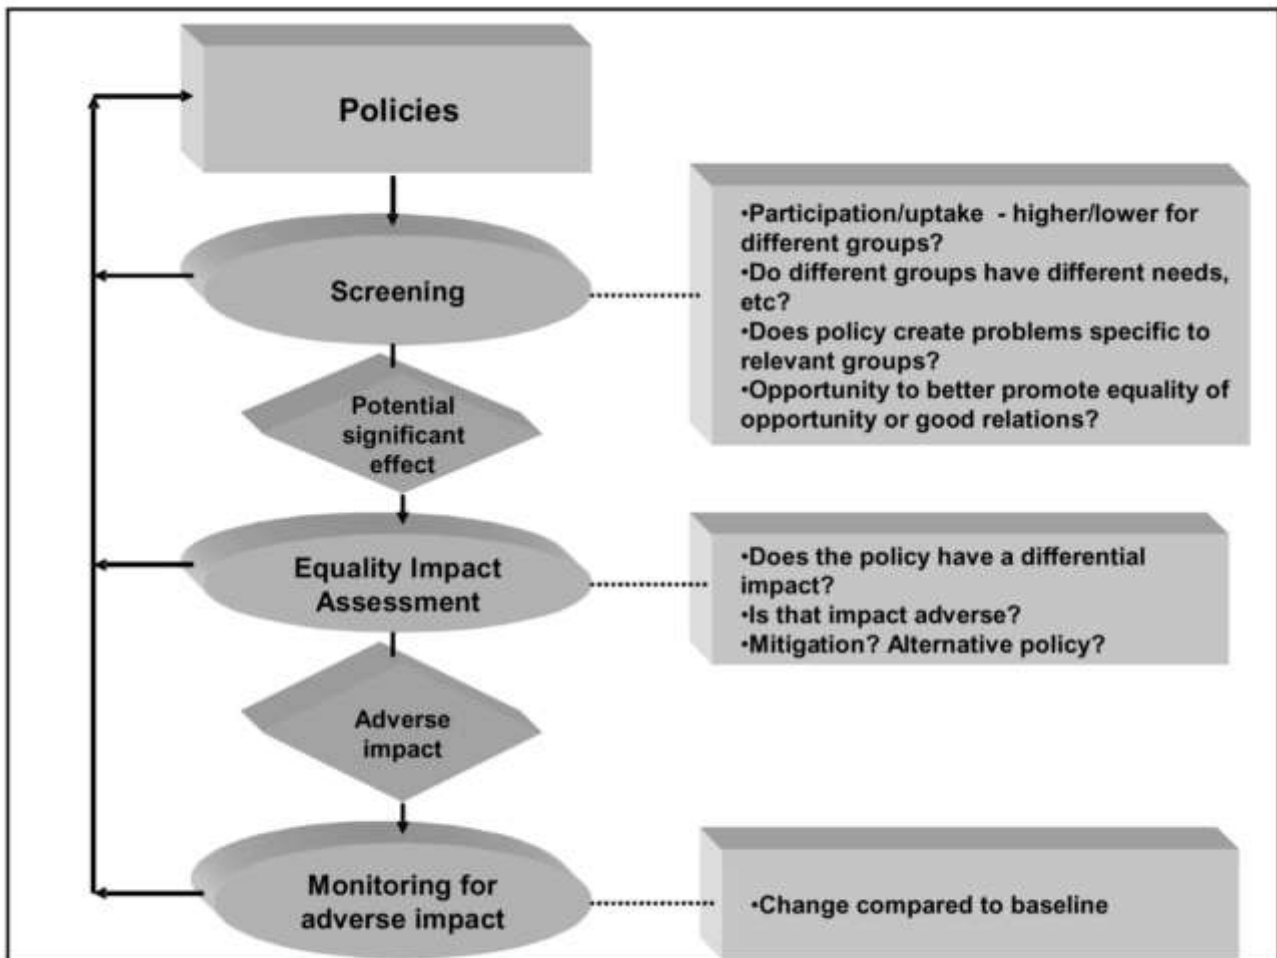 Policies
Screening
•Participation/uptake  - higher/lower for
different groups?
•Do different groups have different needs,
etc?
•Does policy create problems specific to
relevant groups?
•Opportunity to better promote equality of
opportunity or good relations?
Potential
significant
effect
Equality Impact
Assessment
•Does the policy have a differential
impact?
•Is that impact adverse?
•Mitigation? Alternative policy?
Adverse
impact
Monitoring for
adverse impact
•Change compared to baseline